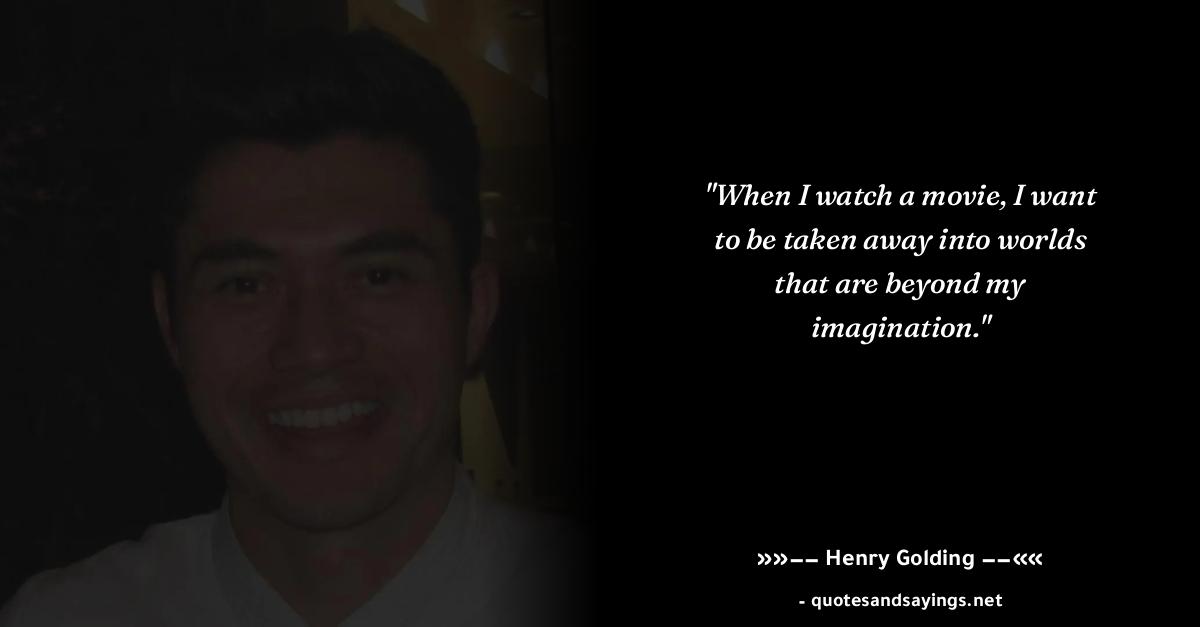 "When I watch a movie, I want
to be taken away into worlds
that are beyond my
imagination."
»»−− Henry Golding −−««
- quotesandsayings.net